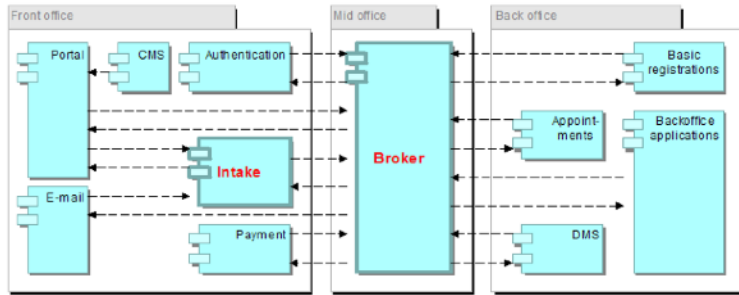 Front office
Mid office
Back office
Portal
CMS
Authentication
Basic
registrations
Appoint-
ments
Backoffice
applications
Broker
Intake
E-mail
Payment
DMS